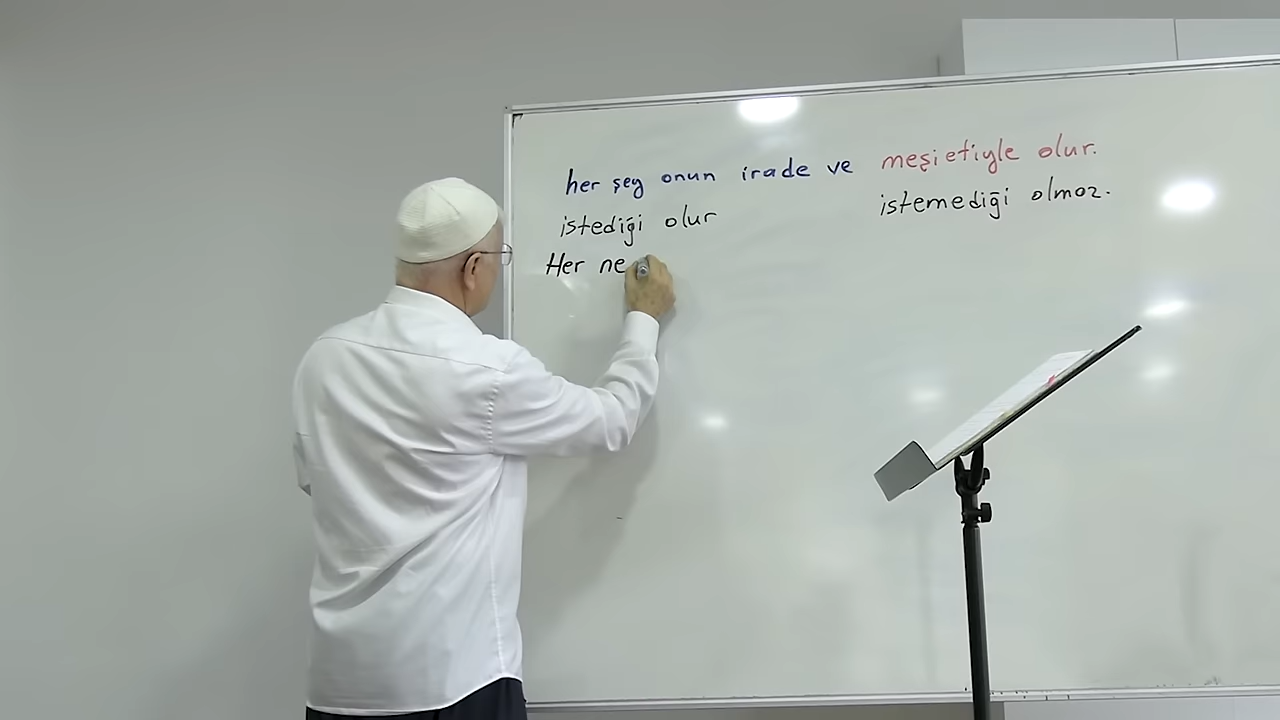 her şey onun irade ve meşietiyle olur.
istediği olur istemediği olmaz.
Her ne